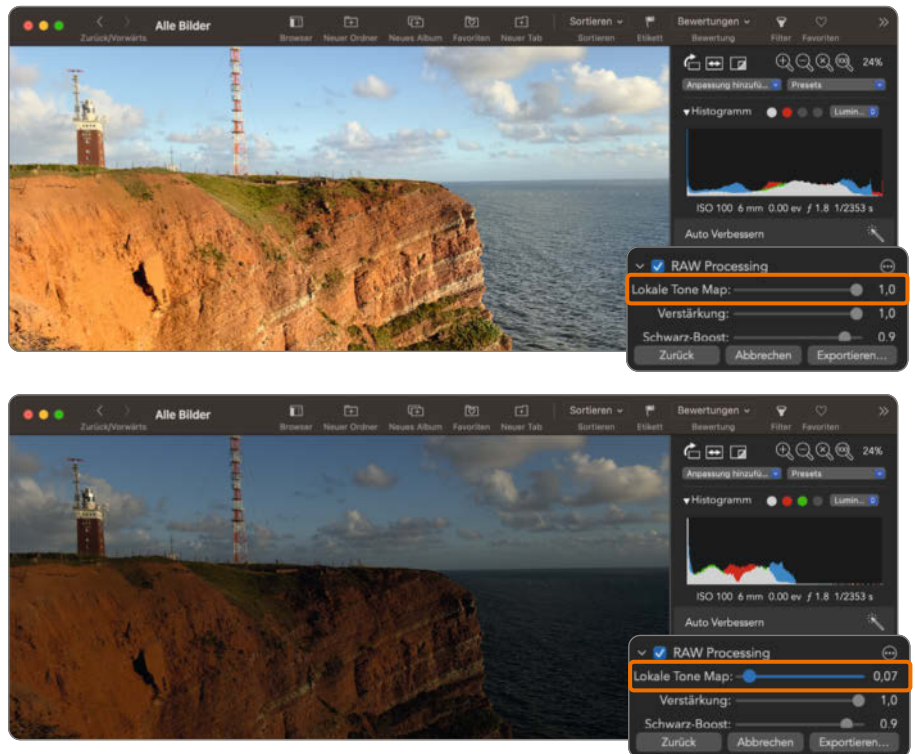 Alle Bilder
Sortieren
Bewertungen
Zurück/Vorwärts
Browser
Neuer Ordner
Neues Album
Favoriten
Neuer Tab
Sortieren
Etikett
Bewertung
Filter
Favoriten
24%
Anpassung hinzufü...
Presets
Histogramm
Lumin...
ISO 100 6 mm 0.00 ev ƒ 1.8 1/2353 s
Auto Verbessern
RAW Processing
Lokale Tone Map: 1,0
Verstärkung: 1,0
Schwarz-Boost: 0.9
Zurück
Abbrechen
Exportieren...
Alle Bilder
Sortieren
Bewertungen
Zurück/Vorwärts
Browser
Neuer Ordner
Neues Album
Favoriten
Neuer Tab
Sortieren
Etikett
Bewertung
Filter
Favoriten
24%
Anpassung hinzufü...
Presets
Histogramm
Lumin...
ISO 100 6 mm 0.00 ev ƒ 1.8 1/2353 s
Auto Verbessern
RAW Processing
Lokale Tone Map: 0,07
Verstärkung: 1,0
Schwarz-Boost: 0.9
Zurück
Abbrechen
Exportieren...